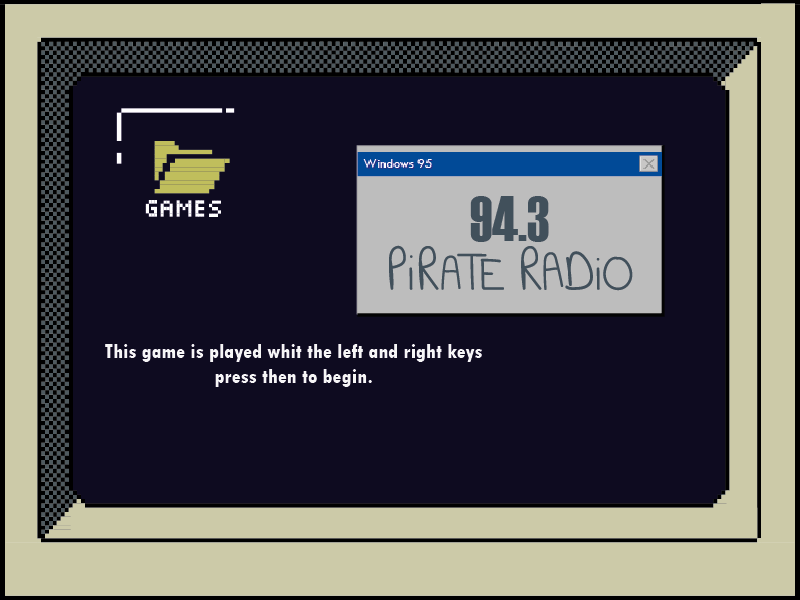 Windows 95
94.3
PiRATE RADiO
GAMES
This game is played whit the left and right keys
press then to begin.